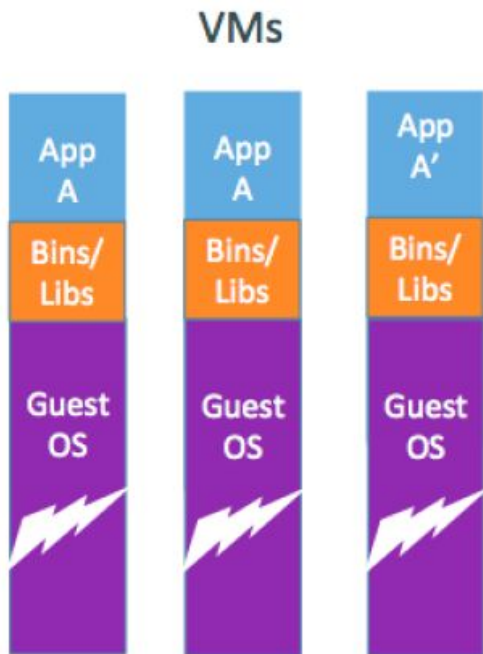 VMs
App
A
Bins/
Libs
Guest
OS
App
A
Bins/
Libs
Guest
OS
App
A’
Bins/
Libs
Guest
OS